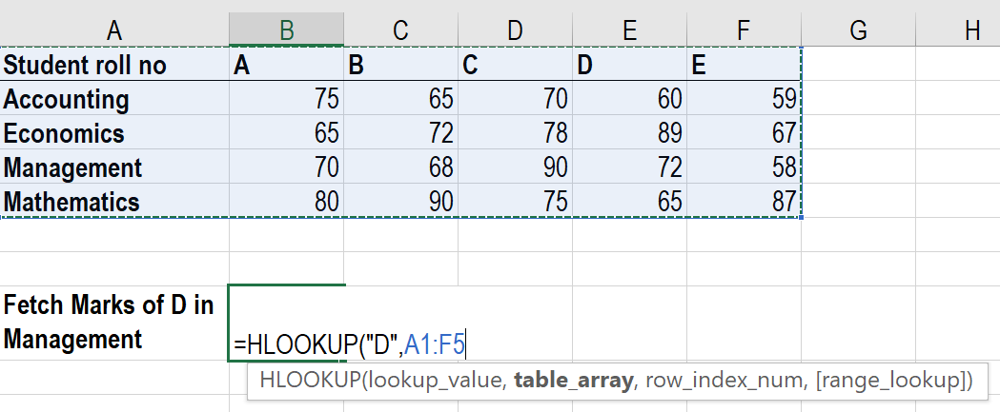 A B C D E F G H
Student roll no A B C D E
Accounting 75 65 70 60 59
Economics 65 72 78 89 67
Management 70 68 90 72 58
Mathematics 80 90 75 65 87
Fetch Marks of D in
Management
=HLOOKUP("D",A1:F5
HLOOKUP(lookup_value, table_array, row_index_num, [range_lookup])